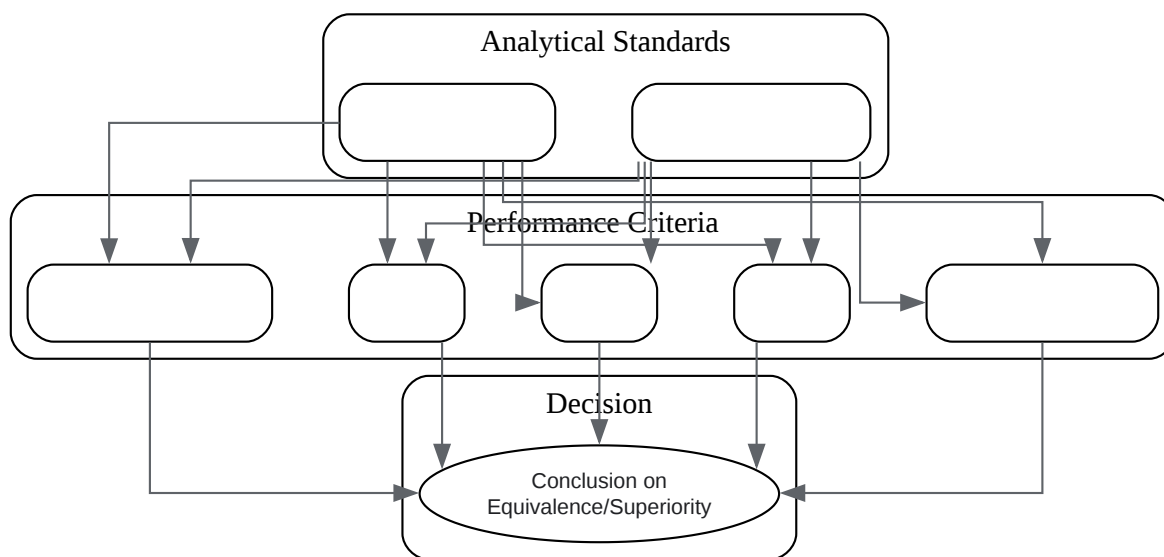 Analytical Standards
Performance Criteria
Decision
Conclusion on
Equivalence/Superiority